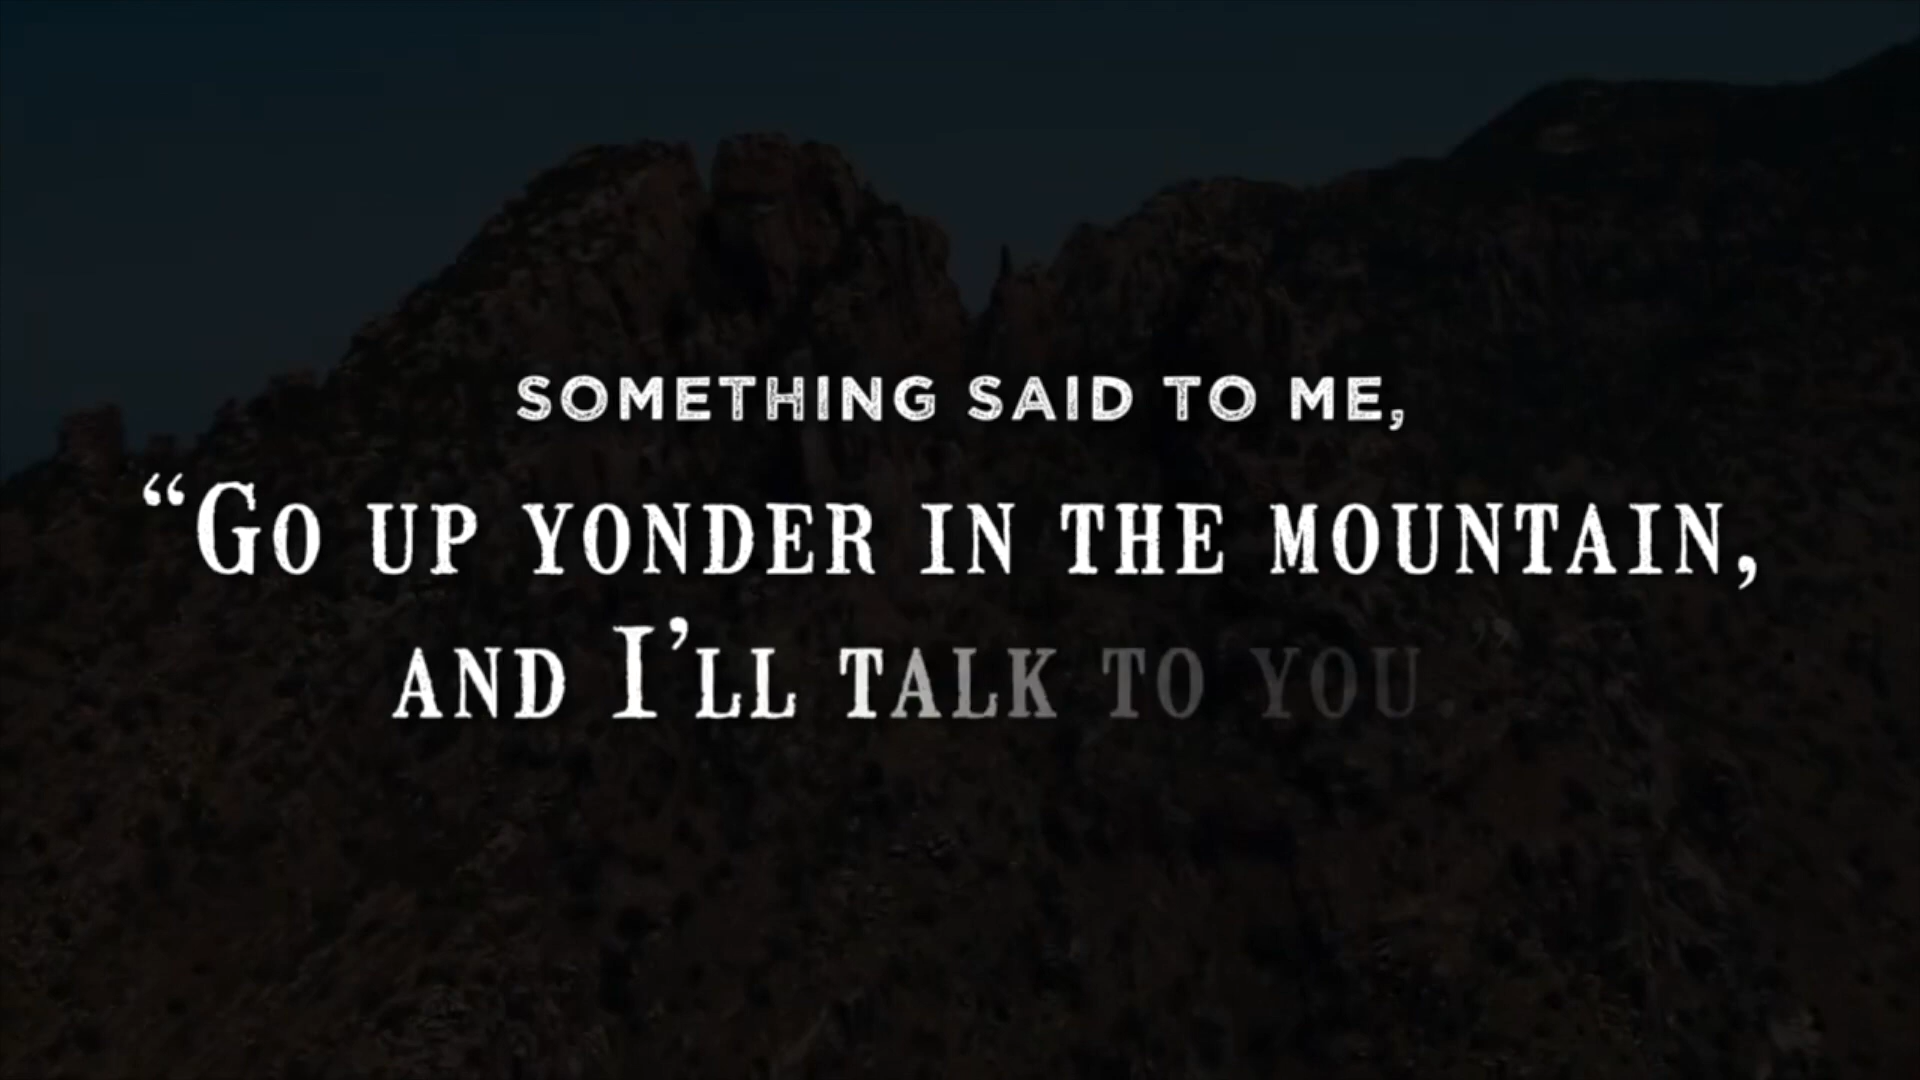 SOMETHING SAID TO ME,
“GO UP YONDER IN THE MOUNTAIN,
AND I’LL TALK TO YOU.”